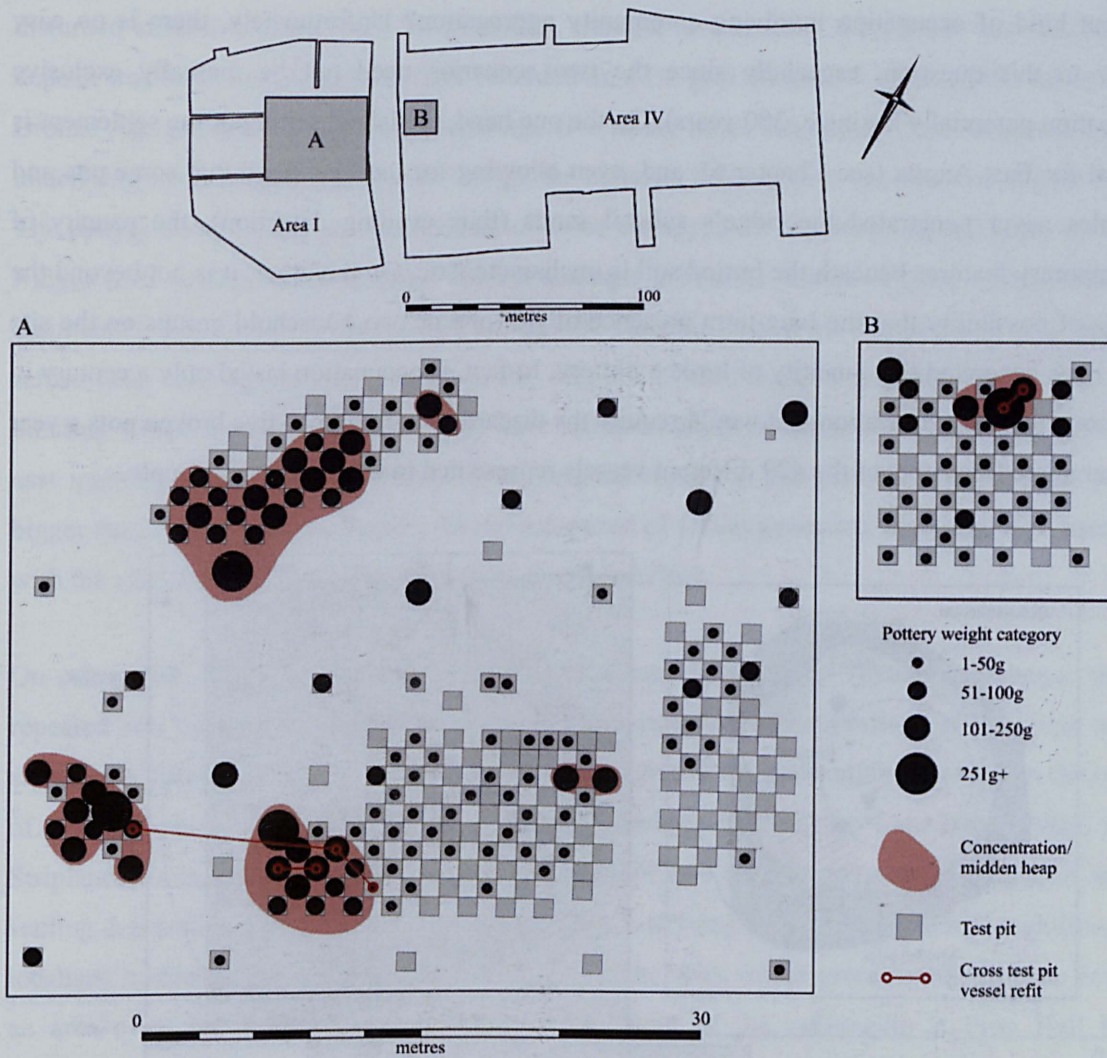 A
B
Area IV
Area I
0
100
metres
A
B
Pottery weight category
1-50g
51-100g
101-250g
251g+
Concentration/
midden heap
Test pit
Cross test pit
vessel refit
0
30
metres